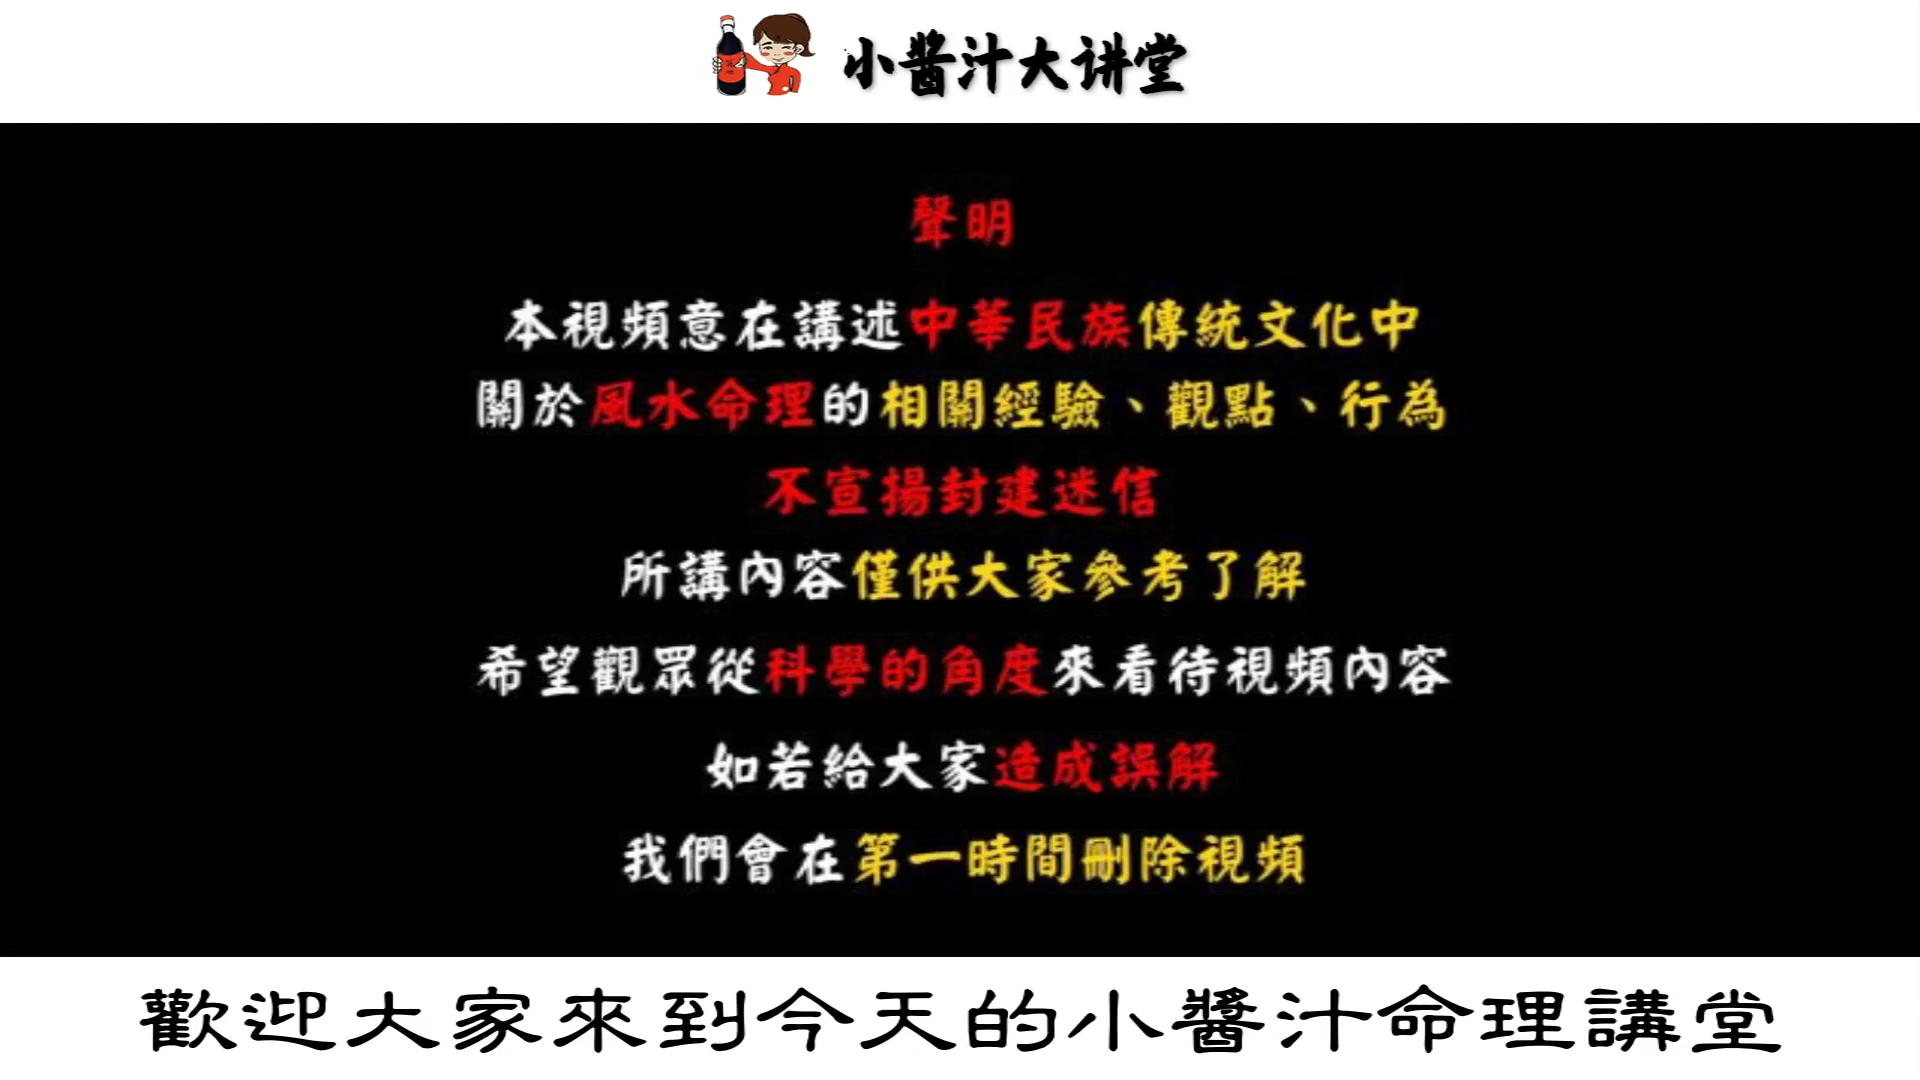 小醬汁大讲堂
聲明
本視頻意在講述中華民族傳統文化中
關於風水命理的相關經驗、觀點、行為
不宣揚封建迷信
所講內容僅供大家參考了解
希望觀眾從科學的角度來看待視頻內容
如若給大家造成誤解
我們會在第一時間刪除視頻
歡迎大家來到今天的小醬汁命理講堂